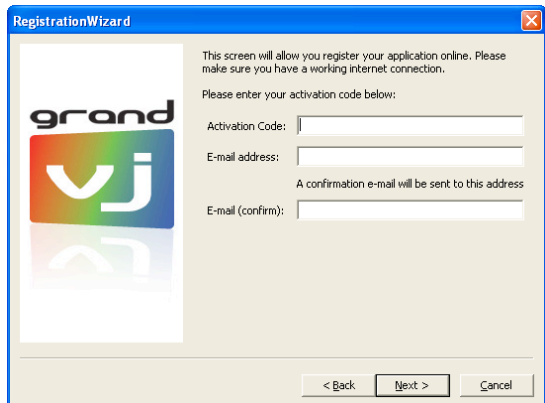 RegistrationWizard
This screen will allow you register your application online. Please
make sure you have a working internet connection.
Please enter your activation code below:
grand
vj
Activation Code:
E-mail address:
A confirmation e-mail will be sent to this address
E-mail (confirm):
< Back
Next >
Cancel